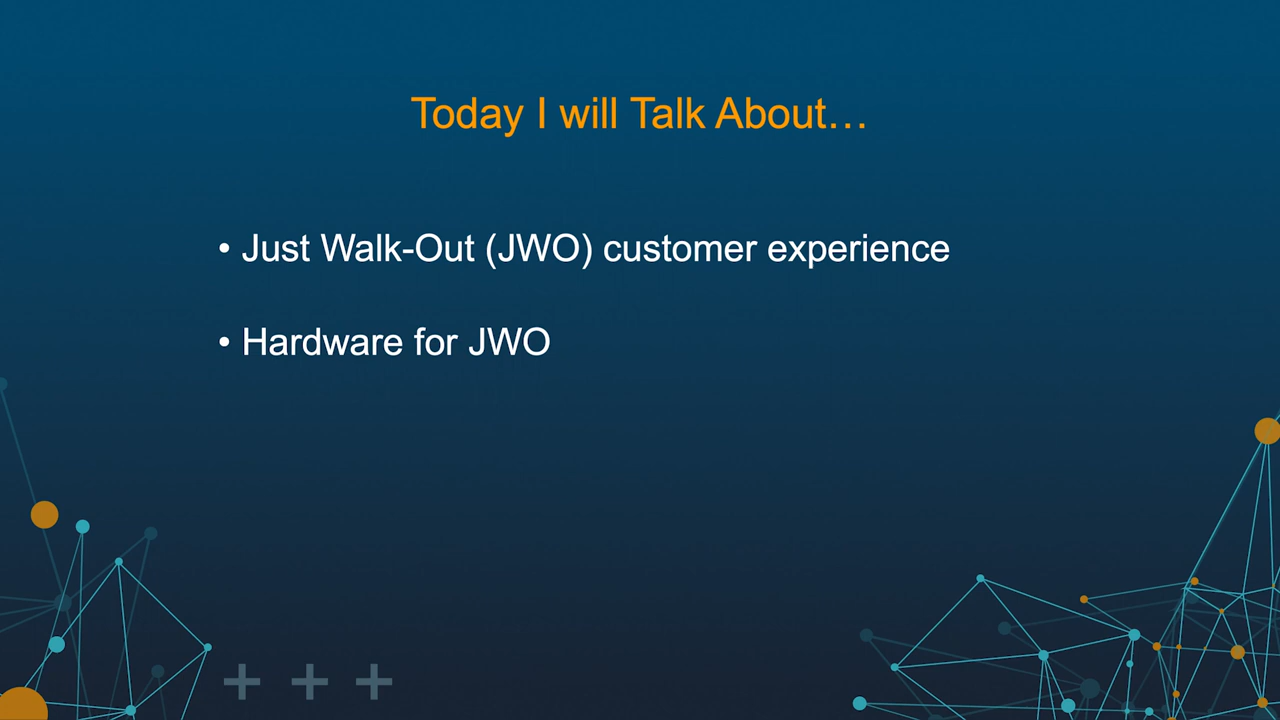 Today I will Talk About…
• Just Walk-Out (JWO) customer experience
• Hardware for JWO